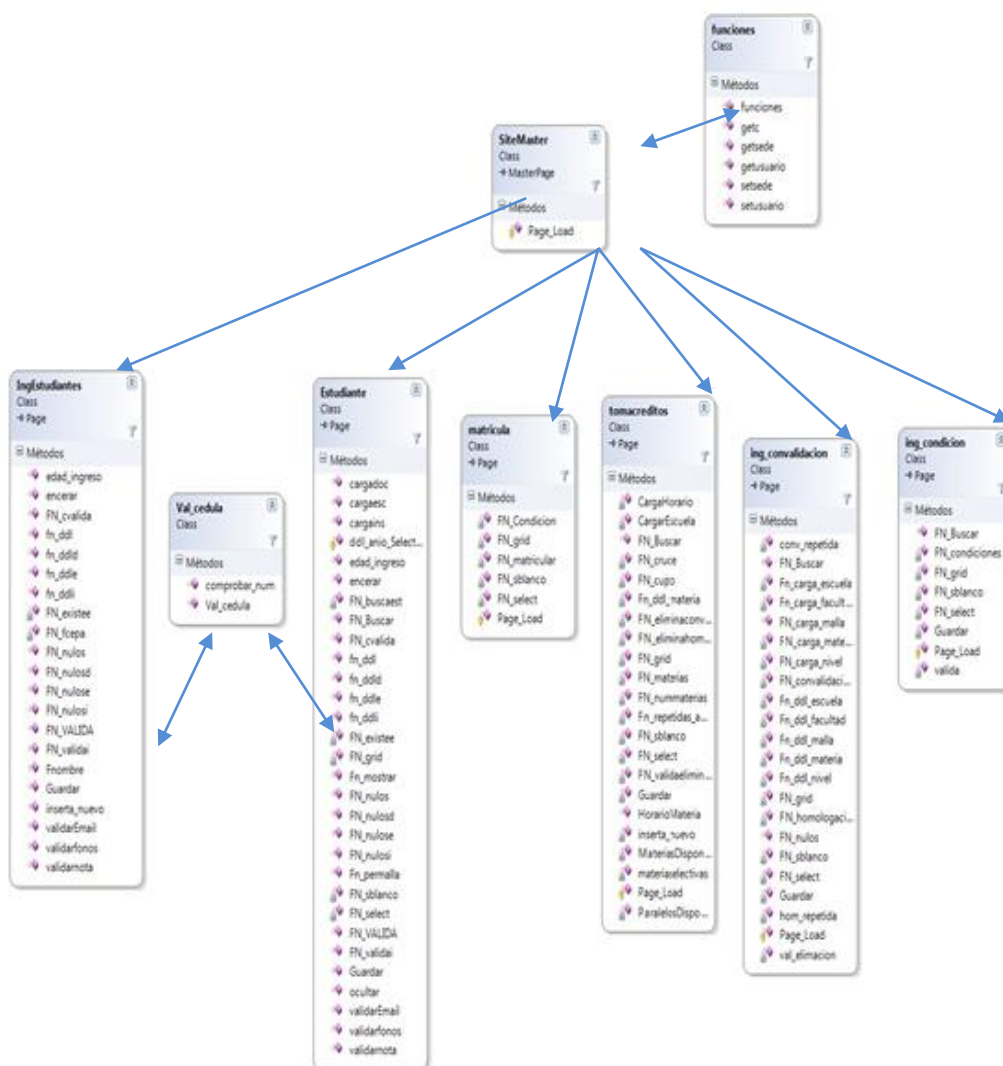 funciones
Class
Métodos
funciones
getc
getsede
getusuario
setsede
setusuario
SiteMaster
Class
MasterPage
Métodos
Page_Load
IngEstudiantes
Class
Page
Métodos
edad_ingreso
encerar
FN_cvalida
fn_ddl
fn_ddld
fn_ddle
fn_ddli
FN_existee
FN_fcepa
FN_nulos
FN_nulosd
FN_nulose
FN_nulosi
FN_VALIDA
FN_validai
Fnombre
Guardar
inserta_nuevo
validarEmail
validarfonos
validarnota
Val_cedula
Class
Métodos
comprobar_num
Val_cedula
Estudiante
Class
Page
Métodos
cargadoc
cargaesc
cargains
ddl_anio_Select...
edad_ingreso
encerar
FN_buscaest
FN_Buscar
FN_cvalida
fn_ddl
fn_ddld
fn_ddle
fn_ddli
FN_existee
FN_grid
Fn_mostrar
FN_nulos
FN_nulosd
FN_nulose
FN_nulosi
Fn_permalla
FN_sblanco
FN_select
FN_VALIDA
FN_validai
Guardar
ocultar
validarEmail
validarfonos
validarnota
matricula
Class
Page
Métodos
FN_Condicion
FN_grid
FN_matricular
FN_sblanco
FN_select
Page_Load
tomacreditos
Class
Page
Métodos
CargaHorario
CargarEscuela
FN_Buscar
FN_cruce
FN_cupo
Fn_ddl_materia
FN_eliminaconv...
FN_eliminahom...
FN_grid
FN_materias
FN_nummaterias
Fn_repetidas_a...
FN_sblanco
FN_select
FN_validaelimin...
Guardar
HorarioMateria
inserta_nuevo
MateriasDispon...
materiaselectivas
Page_Load
ParalelosDispo...
ing_convalidacion
Class
Page
Métodos
conv_repetida
FN_Buscar
Fn_carga_escuela
Fn_carga_facult...
FN_carga_malla
FN_carga_mate...
FN_carga_nivel
FN_convalidaci...
Fn_ddl_escuela
Fn_ddl_facultad
Fn_ddl_malla
Fn_ddl_materia
Fn_ddl_nivel
FN_grid
FN_homologaci...
FN_nulos
FN_sblanco
FN_select
Guardar
hom_repetida
Page_Load
val_elimacion
ing_condicion
Class
Page
Métodos
FN_Buscar
FN_condiciones
FN_grid
FN_sblanco
FN_select
Guardar
Page_Load
valida